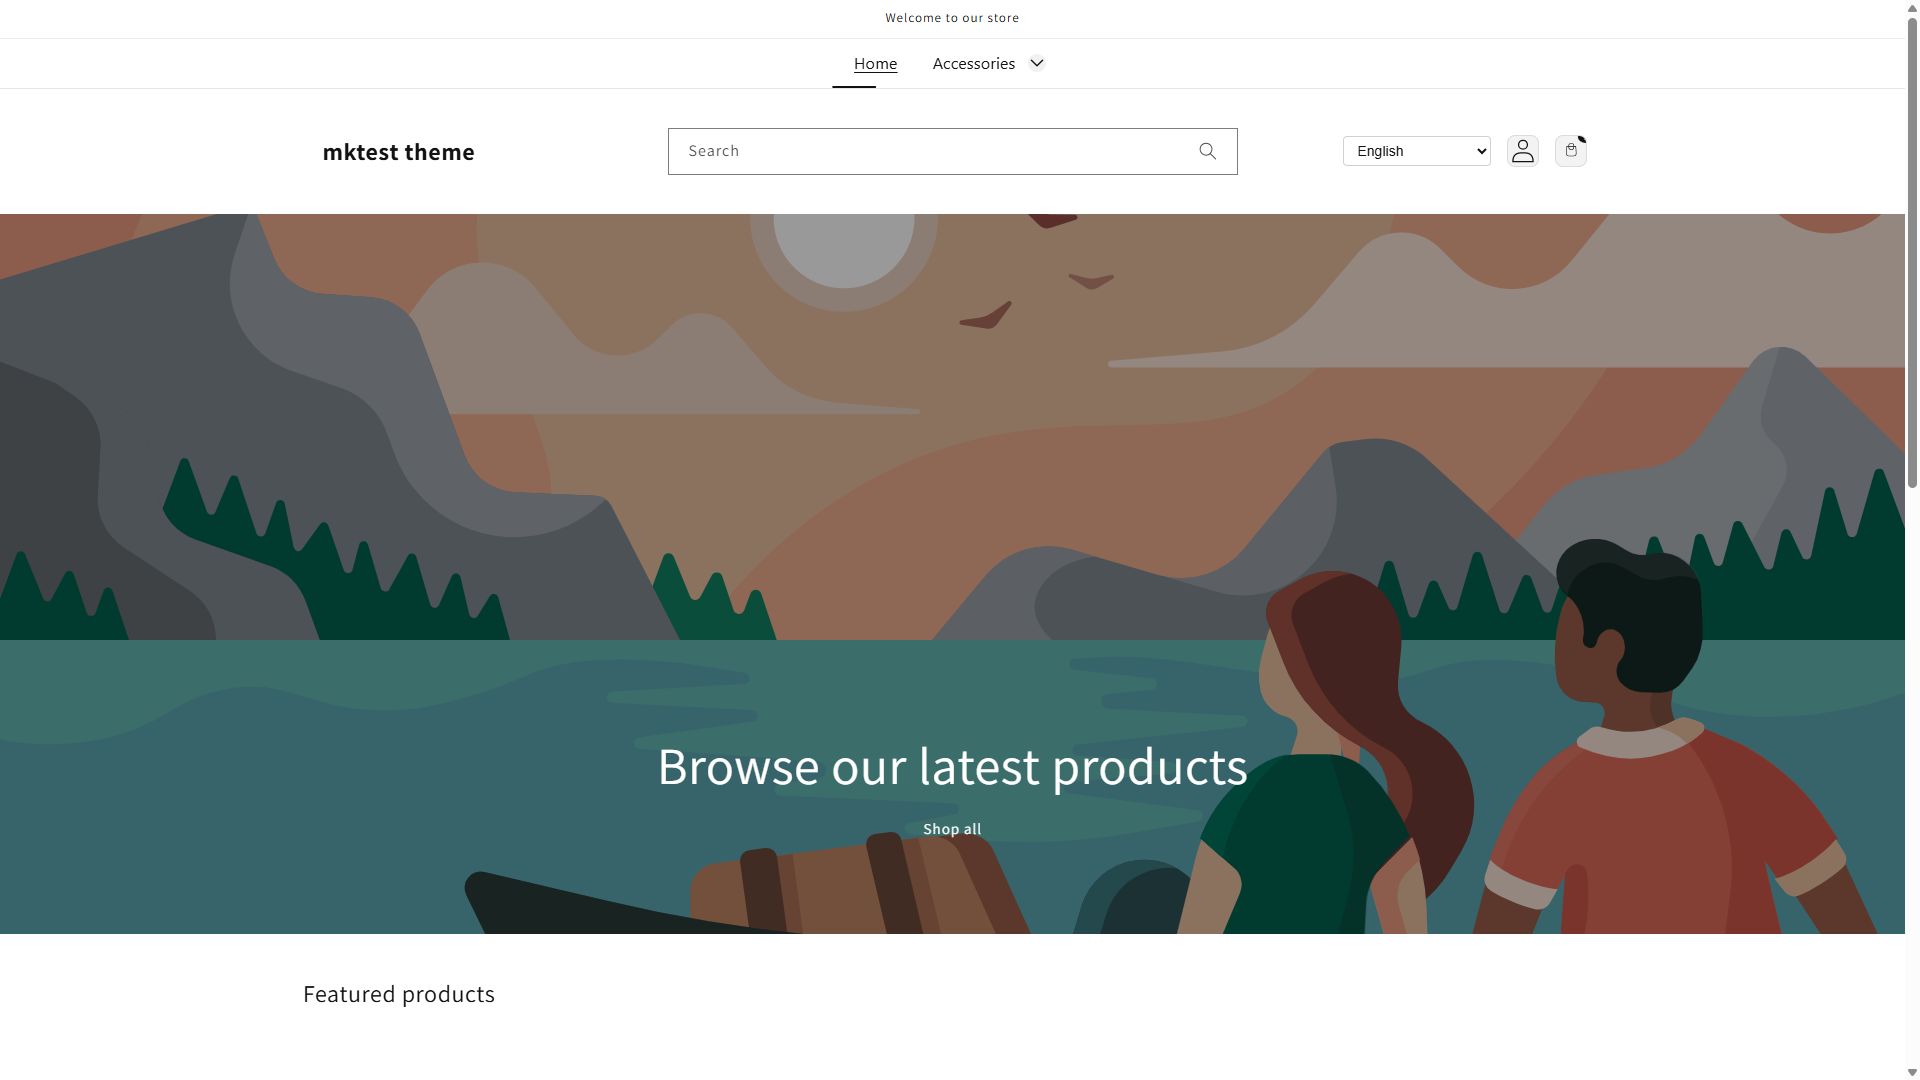 Welcome to our store
Home Accessories
mktest theme
Search
English
Browse our latest products
Shop all
Featured products